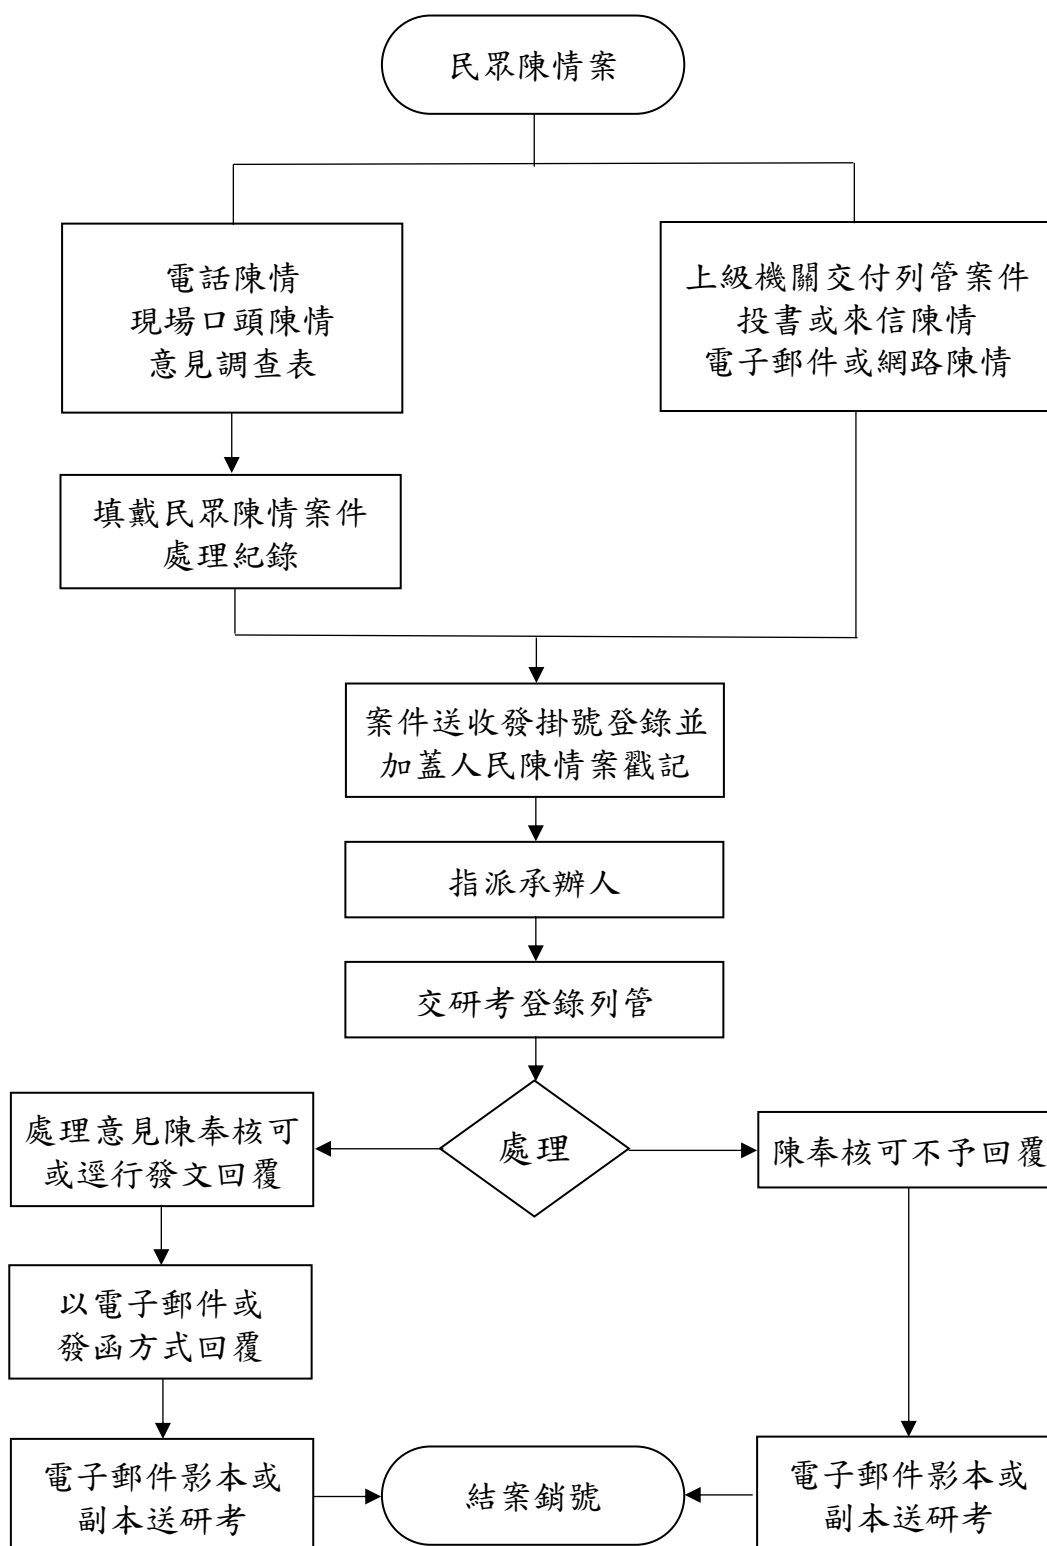 民眾陳情案
電話陳情
現場口頭陳情
意見調查表
上級機關交付列管案件
投書或來信陳情
電子郵件或網路陳情
填戴民眾陳情案件
處理紀錄
案件送收發掛號登錄並
加蓋人民陳情案戳記
指派承辦人
交研考登錄列管
處理
處理意見陳奉核可
或逕行發文回覆
陳奉核可不予回覆
以電子郵件或
發函方式回覆
電子郵件影本或
副本送研考
結案銷號
電子郵件影本或
副本送研考